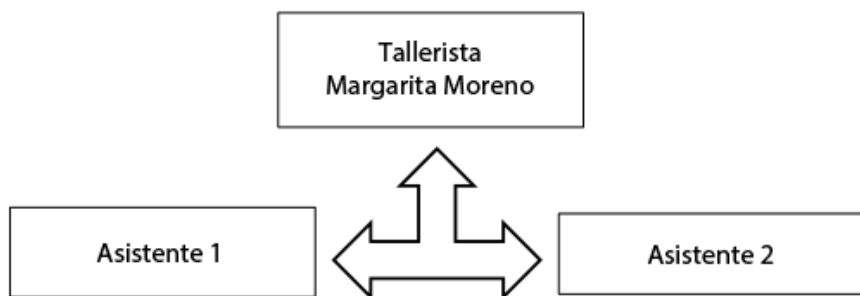 Tallerista
Margarita Moreno
Asistente 1
Asistente 2